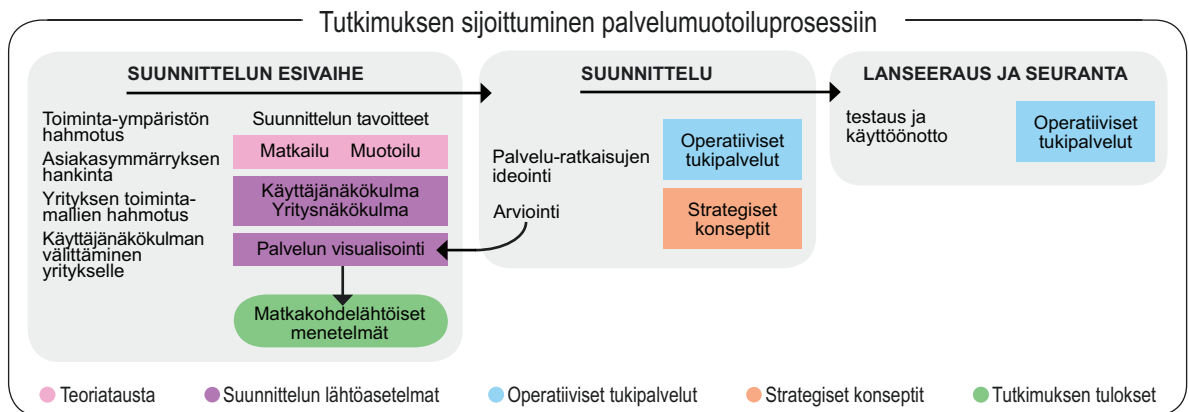 Tutkimuksen sijoittuminen palvelumuotoiluprosessiin
SUUNNITTELUN ESIVAIHE
Toiminta-ympäristön
hahmotus
Asiakasymmärryksen
hankinta
Yrityksen toiminta-
mallien hahmotus
Käyttäjänäkökulman
välittäminen
yritykselle
Suunnittelun tavoitteet
Matkailu Muotoilu
Käyttäjänäkökulma
Yritysnäkökulma
Palvelun visualisointi
Matkakohdelähtöiset
menetelmät
SUUNNITTELU
Palvelu-ratkaisujen
ideointi
Arviointi
Operatiiviset
tukipalvelut
Strategiset
konseptit
LANSEERAUS JA SEURANTA
testaus ja
käyttöönotto
Operatiiviset
tukipalvelut
Teoriatausta
Suunnittelun lähtöasetelmat
Operatiiviset tukipalvelut
Strategiset konseptit
Tutkimuksen tulokset